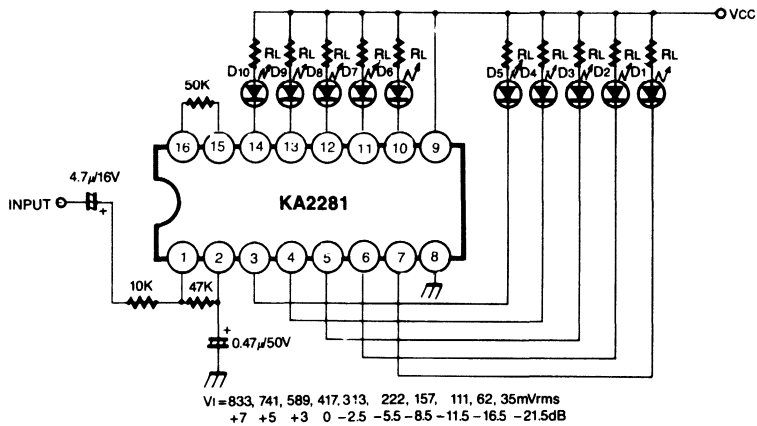 VCC
RL RL RL RL RL RL RL RL RL RL
D10 D9 D8 D7 D6 D5 D4 D3 D2 D1
50K
16 15 14 13 12 11 10 9
4.7μ/16V
INPUT
+
KA2281
1 2 3 4 5 6 7 8
10K 47K
+
0.47μ/50V
VI=833, 741, 589, 417, 313, 222, 157, 111, 62, 35mVrms
+7 +5 +3 0 −2.5 −5.5 −8.5 −11.5 −16.5 −21.5dB